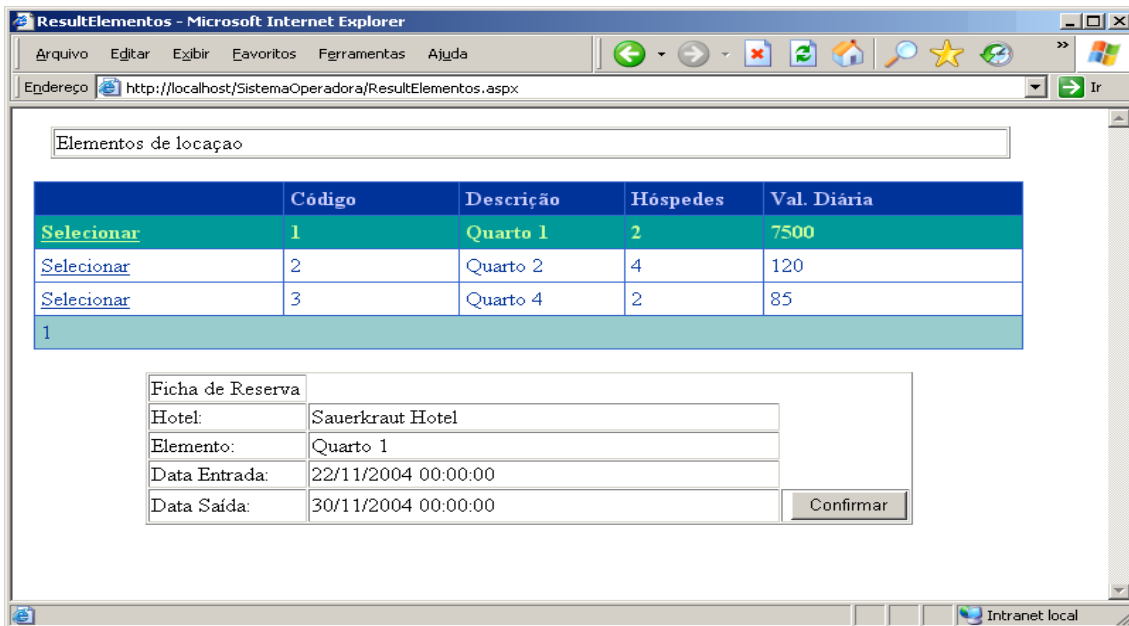 ResultElementos - Microsoft Internet Explorer
Arquivo Editar Exibir Favoritos Ferramentas Ajuda
Endereço http://localhost/SistemaOperadora/ResultElementos.aspx Ir
Elementos de locaçao
Código Descrição Hóspedes Val. Diária
Selecionar 1 Quarto 1 2 7500
Selecionar 2 Quarto 2 4 120
Selecionar 3 Quarto 4 2 85
1
Ficha de Reserva
Hotel: Sauerkraut Hotel
Elemento: Quarto 1
Data Entrada: 22/11/2004 00:00:00
Data Saída: 30/11/2004 00:00:00 Confirmar
Intranet local